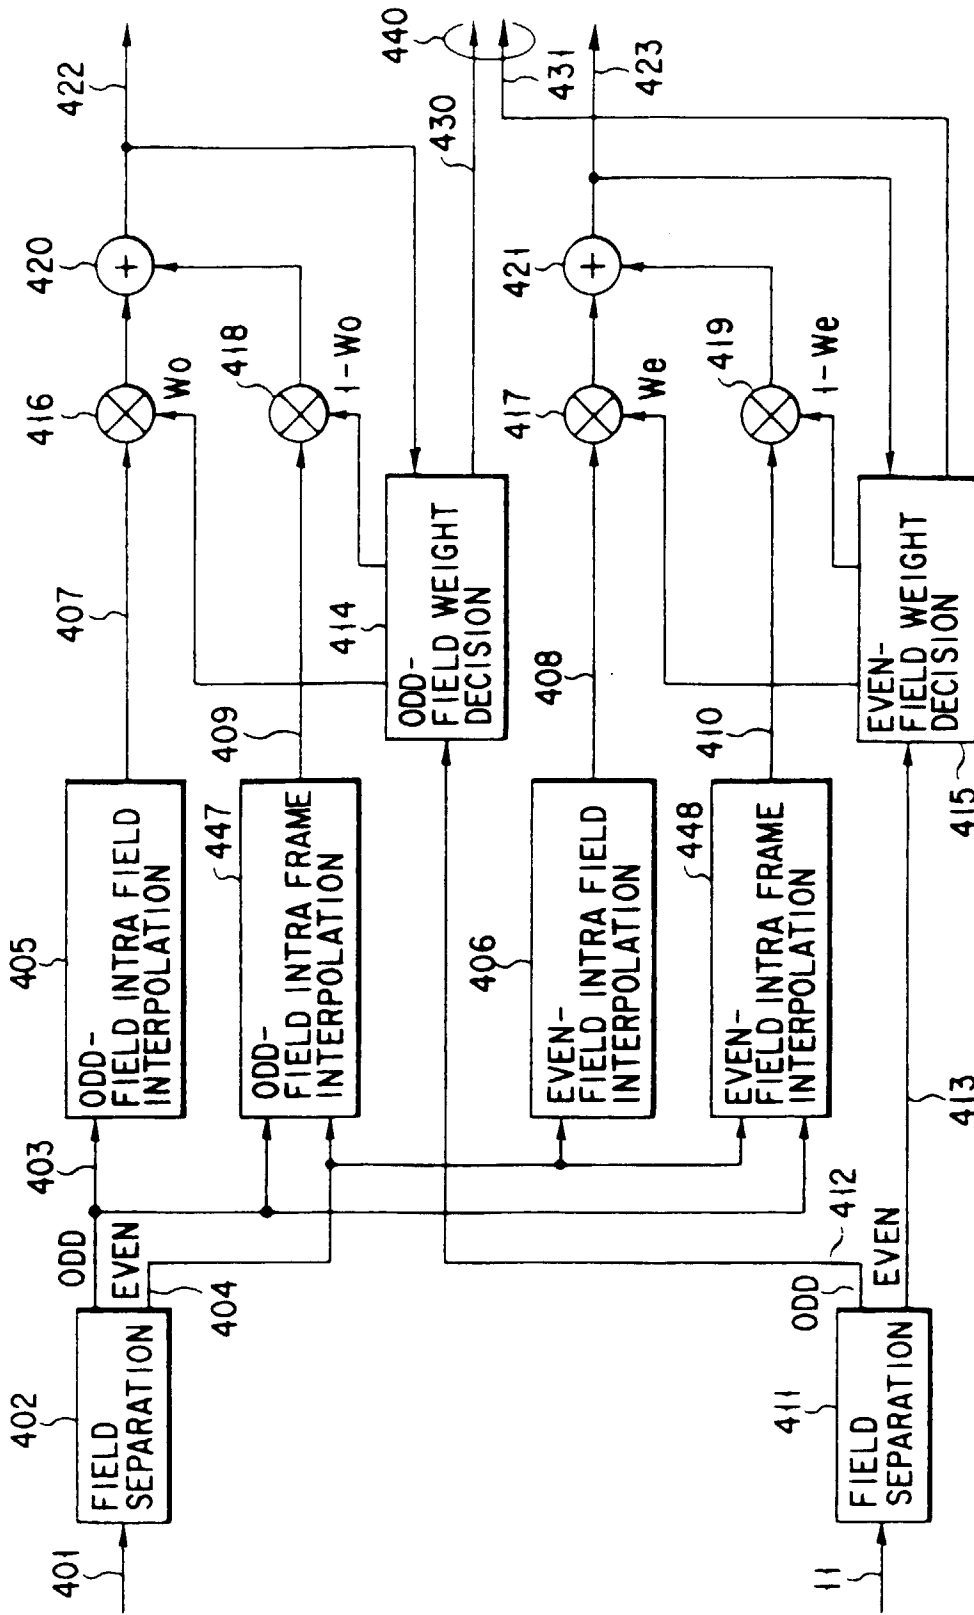 401
402
FIELD
SEPARATION
ODD
403
EVEN
404
405
ODD-
FIELD INTRA FIELD
INTERPOLATION
407
416
Wo
420
422
447
ODD-
FIELD INTRA FRAME
INTERPOLATION
409
418
1-Wo
414
ODD-
FIELD WEIGHT
DECISION
430
440
431
406
EVEN-
FIELD INTRA FIELD
INTERPOLATION
408
417
We
421
423
448
EVEN-
FIELD INTRA FRAME
INTERPOLATION
410
419
1-We
11
411
FIELD
SEPARATION
ODD
412
EVEN
413
415
EVEN-
FIELD WEIGHT
DECISION